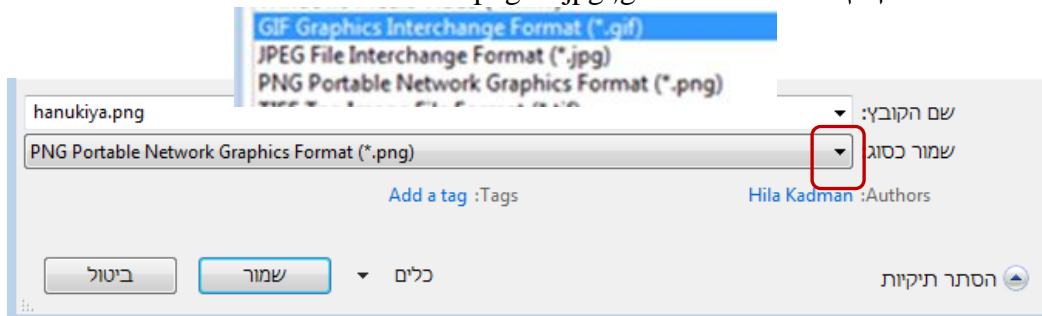 GIF Graphics Interchange Format (*.gif)
JPEG File Interchange Format (*.jpg)
PNG Portable Network Graphics Format (*.png)
שם הקובץ: hanukiya.png
שמור כסוג: PNG Portable Network Graphics Format (*.png)
Authors: Hila Kadman Tags: Add a tag
הסתר תיקיות כלים שמור ביטול